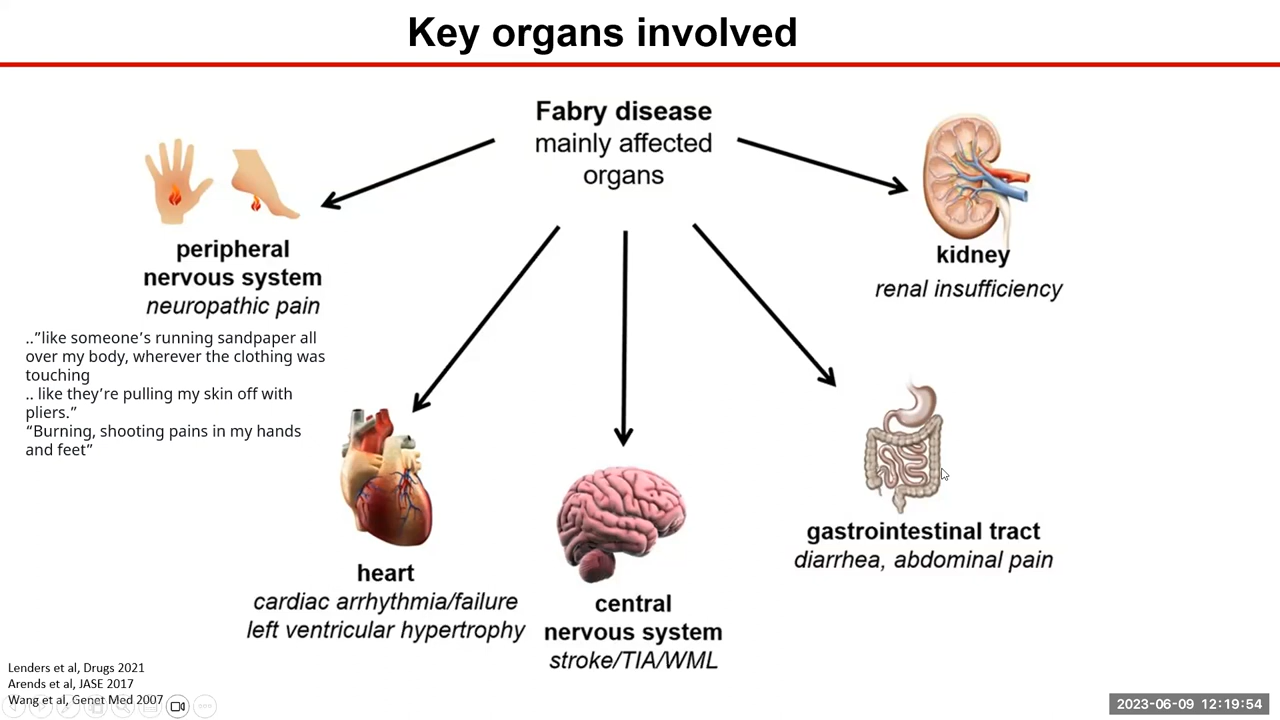 Key organs involved
Fabry disease
mainly affected
organs
peripheral
nervous system
neuropathic pain
..”like someone’s running sandpaper all
over my body, wherever the clothing was
touching
.. like they’re pulling my skin off with
pliers.”
“Burning, shooting pains in my hands
and feet”
kidney
renal insufficiency
heart
cardiac arrhythmia/failure
left ventricular hypertrophy
central
nervous system
stroke/TIA/WML
gastrointestinal tract
diarrhea, abdominal pain
Lenders et al, Drugs 2021
Arends et al, JASE 2017
Wang et al, Genet Med 2007
2023-06-09 12:19:54